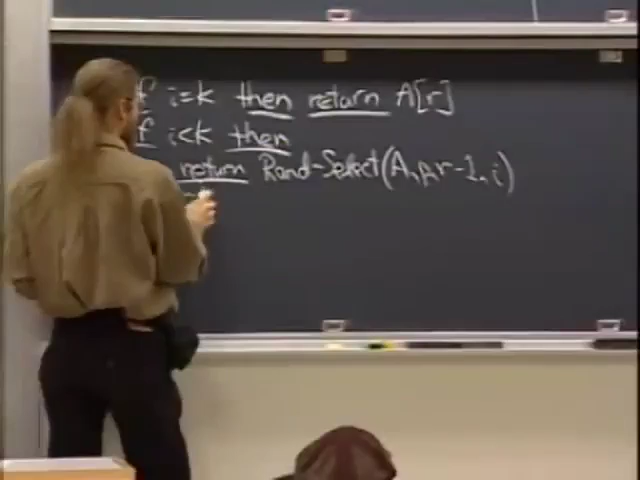 if i=k then return A[r]
if i<k then
return Rand-Select(A, p, r-1, i)